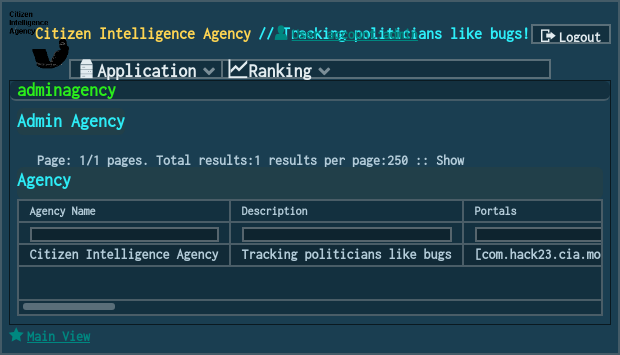 Citizen
Intelligence
Agency
Citizen Intelligence Agency // Tracking politicians like bugs!
Logout
Application
Ranking
adminagency
Admin Agency
Page: 1/1 pages. Total results:1 results per page:250 :: Show
Agency
Agency Name Description Portals
Citizen Intelligence Agency Tracking politicians like bugs [com.hack23.cia.mo
Main View